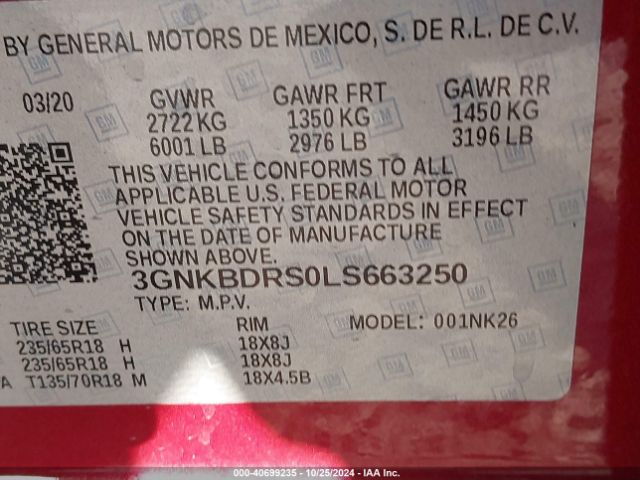 BY GENERAL MOTORS DE MEXICO, S. DE R.L. DE C.V.
03/20 GVWR GAWR FRT GAWR RR
2722 KG 1350 KG 1450 KG
6001 LB 2976 LB 3196 LB
THIS VEHICLE CONFORMS TO ALL
APPLICABLE U.S. FEDERAL MOTOR
VEHICLE SAFETY STANDARDS IN EFFECT
ON THE DATE OF MANUFACTURE
SHOWN ABOVE.
3GNKBDRS0LS663250
TYPE: M.P.V.
TIRE SIZE RIM MODEL: 001NK26
235/65R18 H 18X8J
235/65R18 H 18X8J
A T135/70R18 M 18X4.5B
000-40699235 - 10/25/2024 - IAA Inc.